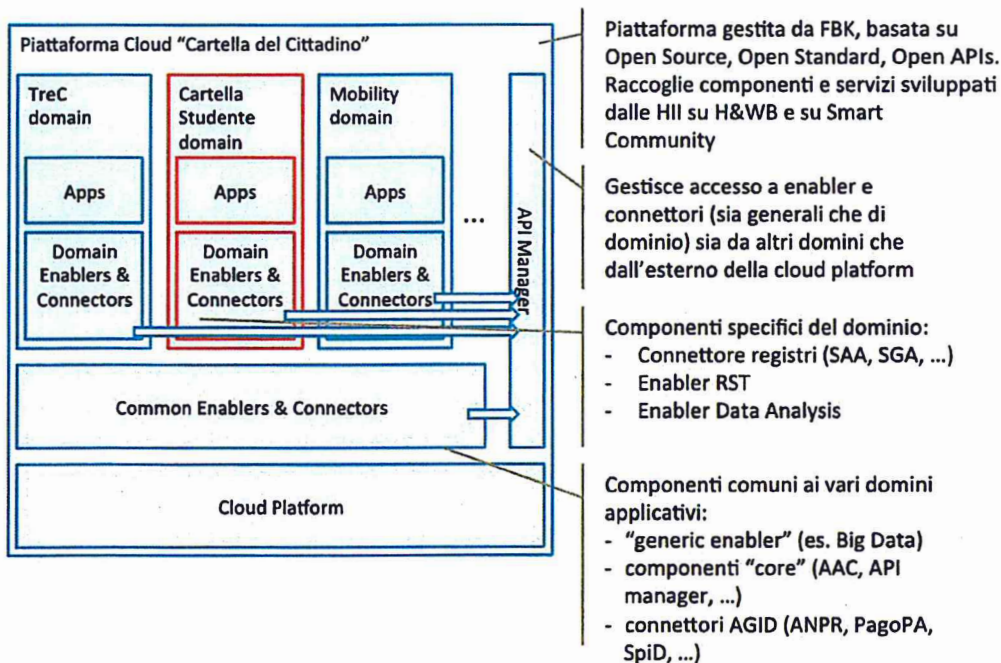 Piattaforma Cloud “Cartella del Cittadino”
TreC
domain
Apps
Domain
Enablers &
Connectors
Cartella
Studente
domain
Apps
Domain
Enablers &
Connectors
Mobility
domain
Apps
Domain
Enablers &
Connectors
...
API Manager
Common Enablers & Connectors
Cloud Platform
Piattaforma gestita da FBK, basata su
Open Source, Open Standard, Open APIs.
Raccoglie componenti e servizi sviluppati
dalle HII su H&WB e su Smart
Community
Gestisce accesso a enabler e
connettori (sia generali che di
dominio) sia da altri domini che
dall'esterno della cloud platform
Componenti specifici del dominio:
- Connettore registri (SAA, SGA, ...)
- Enabler RST
- Enabler Data Analysis
Componenti comuni ai vari domini
applicativi:
- “generic enabler” (es. Big Data)
- componenti “core” (AAC, API
manager, ...)
- connettori AGID (ANPR, PagoPA,
SpiD, ...)